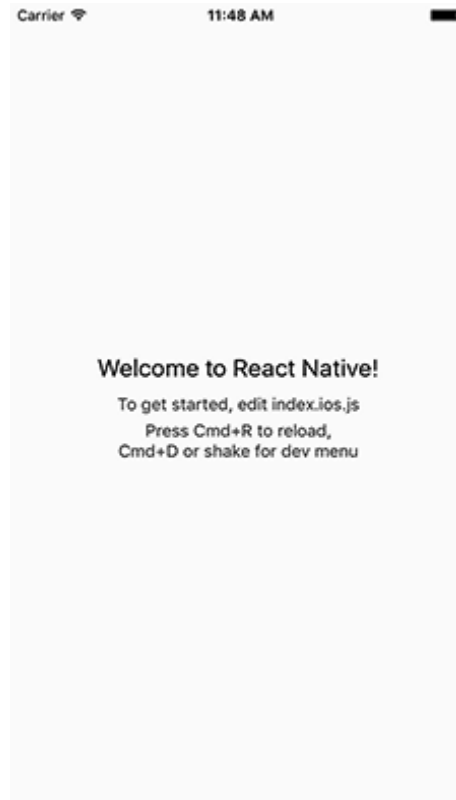 Carrier 11:48 AM
Welcome to React Native!
To get started, edit index.ios.js
Press Cmd+R to reload,
Cmd+D or shake for dev menu